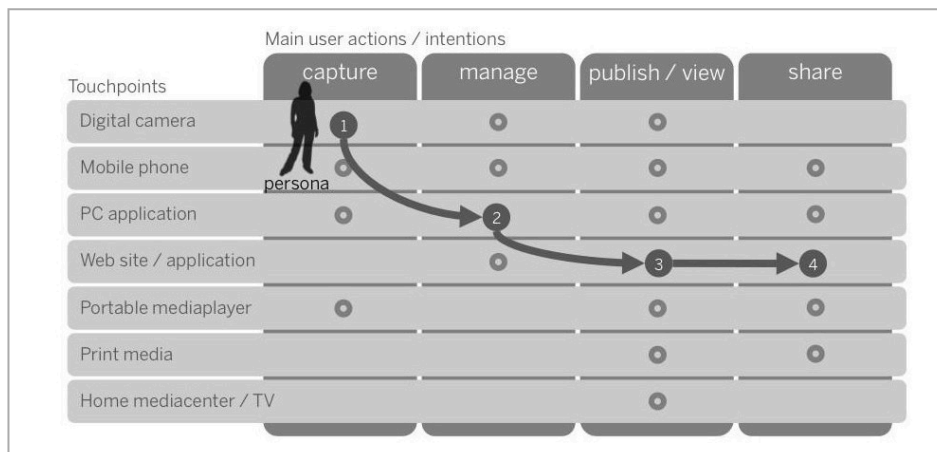 Main user actions / intentions
capture manage publish / view share
Touchpoints
Digital camera 1
Mobile phone
persona
PC application 2
Web site / application 3 4
Portable mediaplayer
Print media
Home mediacenter / TV